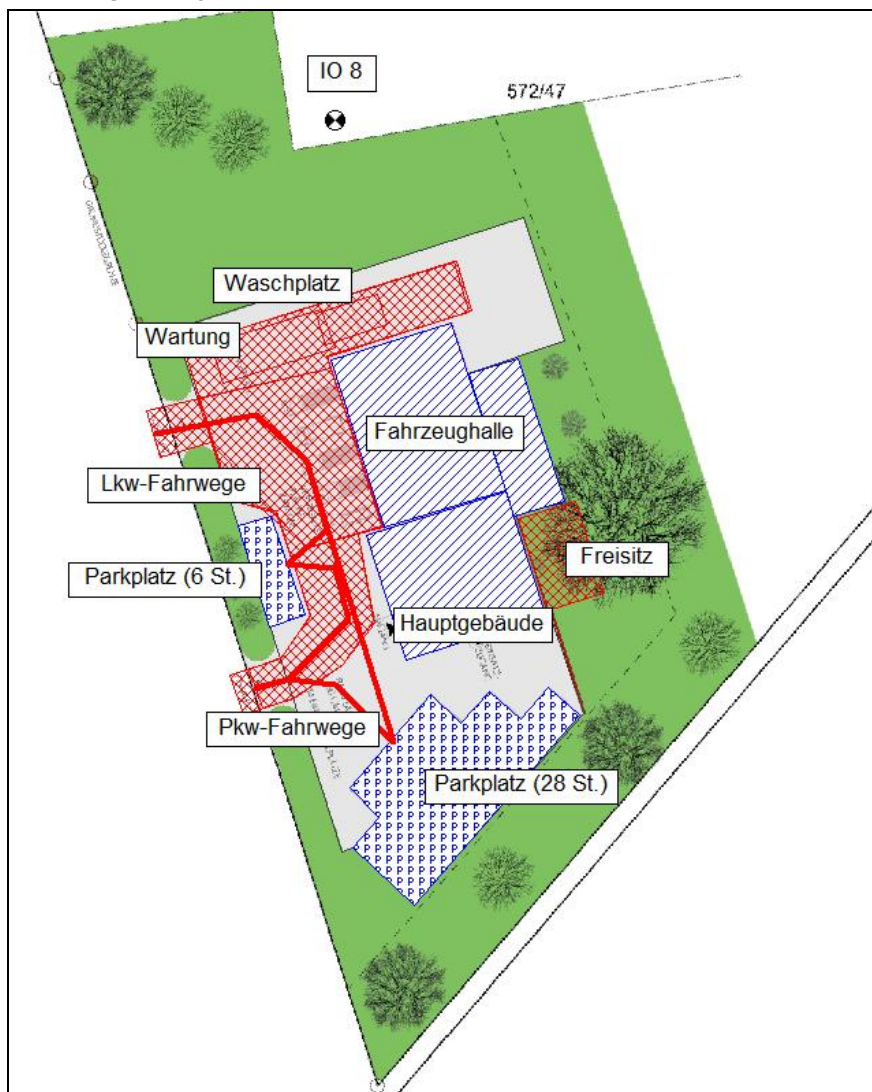 IO 8
572/47
Waschplatz
Wartung
Fahrzeughalle
Lkw-Fahrwege
Parkplatz (6 St.)
Freisitz
Hauptgebäude
Pkw-Fahrwege
Parkplatz (28 St.)